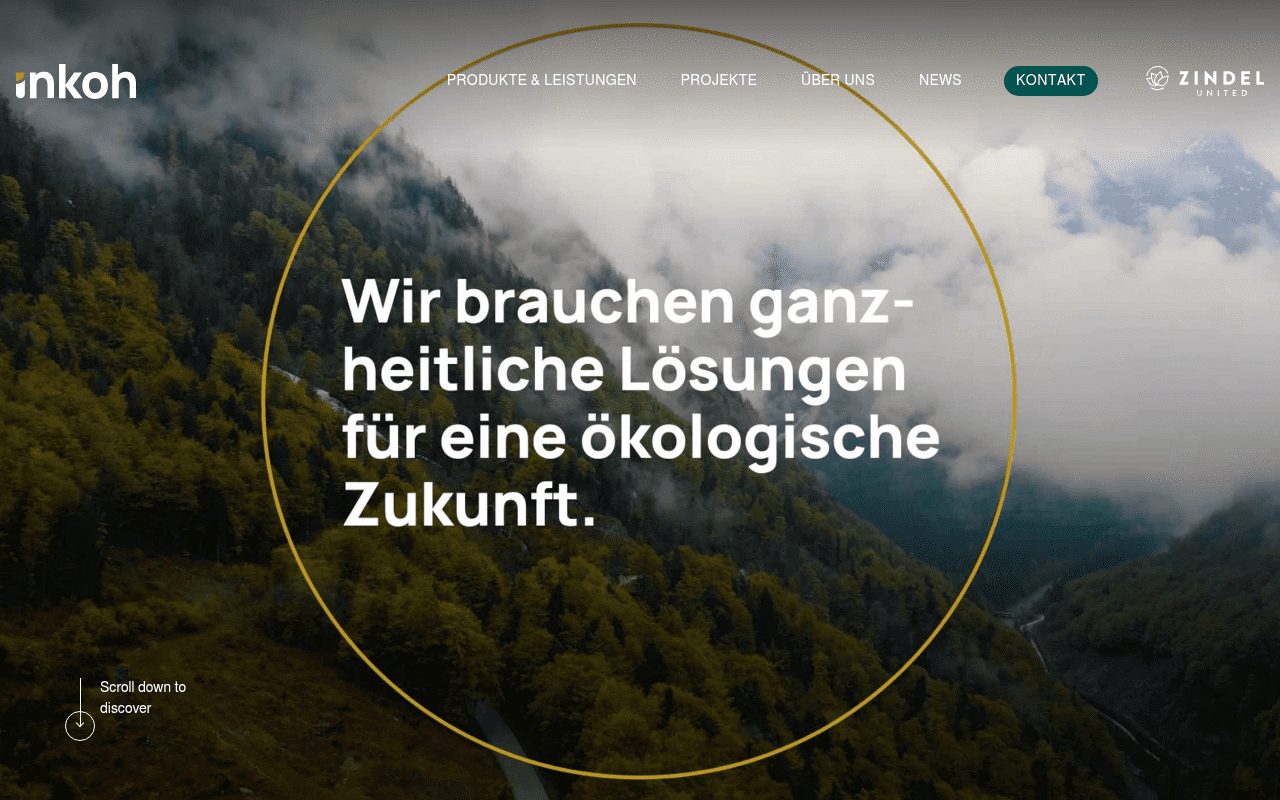 inkoh
PRODUKTE & LEISTUNGEN
PROJEKTE
ÜBER UNS
NEWS
KONTAKT
ZINDEL
UNITED
Wir brauchen ganz-
heitliche Lösungen
für eine ökologische
Zukunft.
Scroll down to
discover